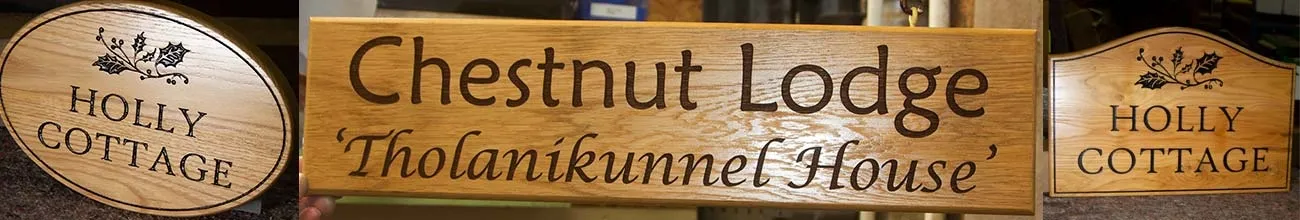 HOLLY
COTTAGE
Chestnut Lodge
‘Tholanikunnel House’
HOLLY
COTTAGE